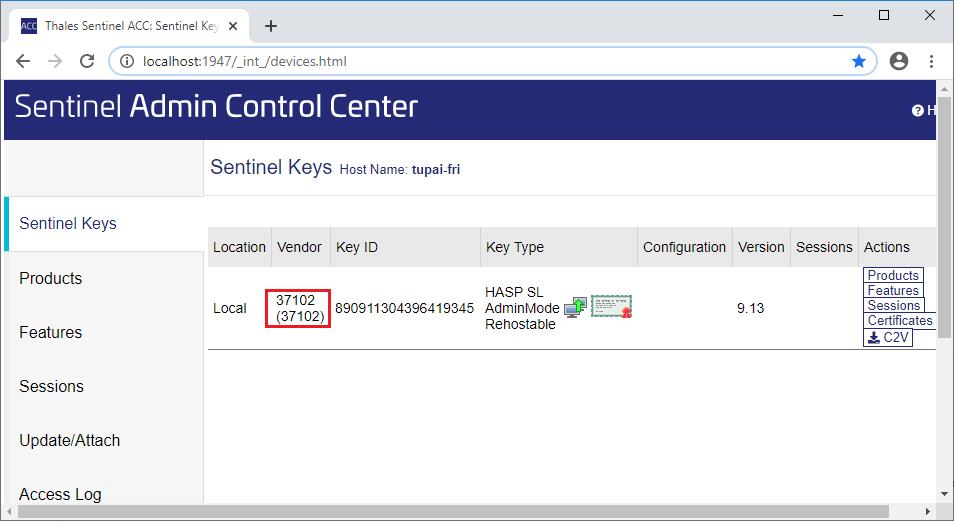 Thales Sentinel ACC: Sentinel Key
localhost:1947/_int_/devices.html
Sentinel Admin Control Center
H
Sentinel Keys Host Name: tupai-fri
Sentinel Keys
Products
Features
Sessions
Update/Attach
Access Log
Location Vendor Key ID Key Type Configuration Version Sessions Actions
Local
37102
(37102)
890911304396419345
HASP SL
AdminMode
Rehostable
9.13
Products
Features
Sessions
Certificates
C2V